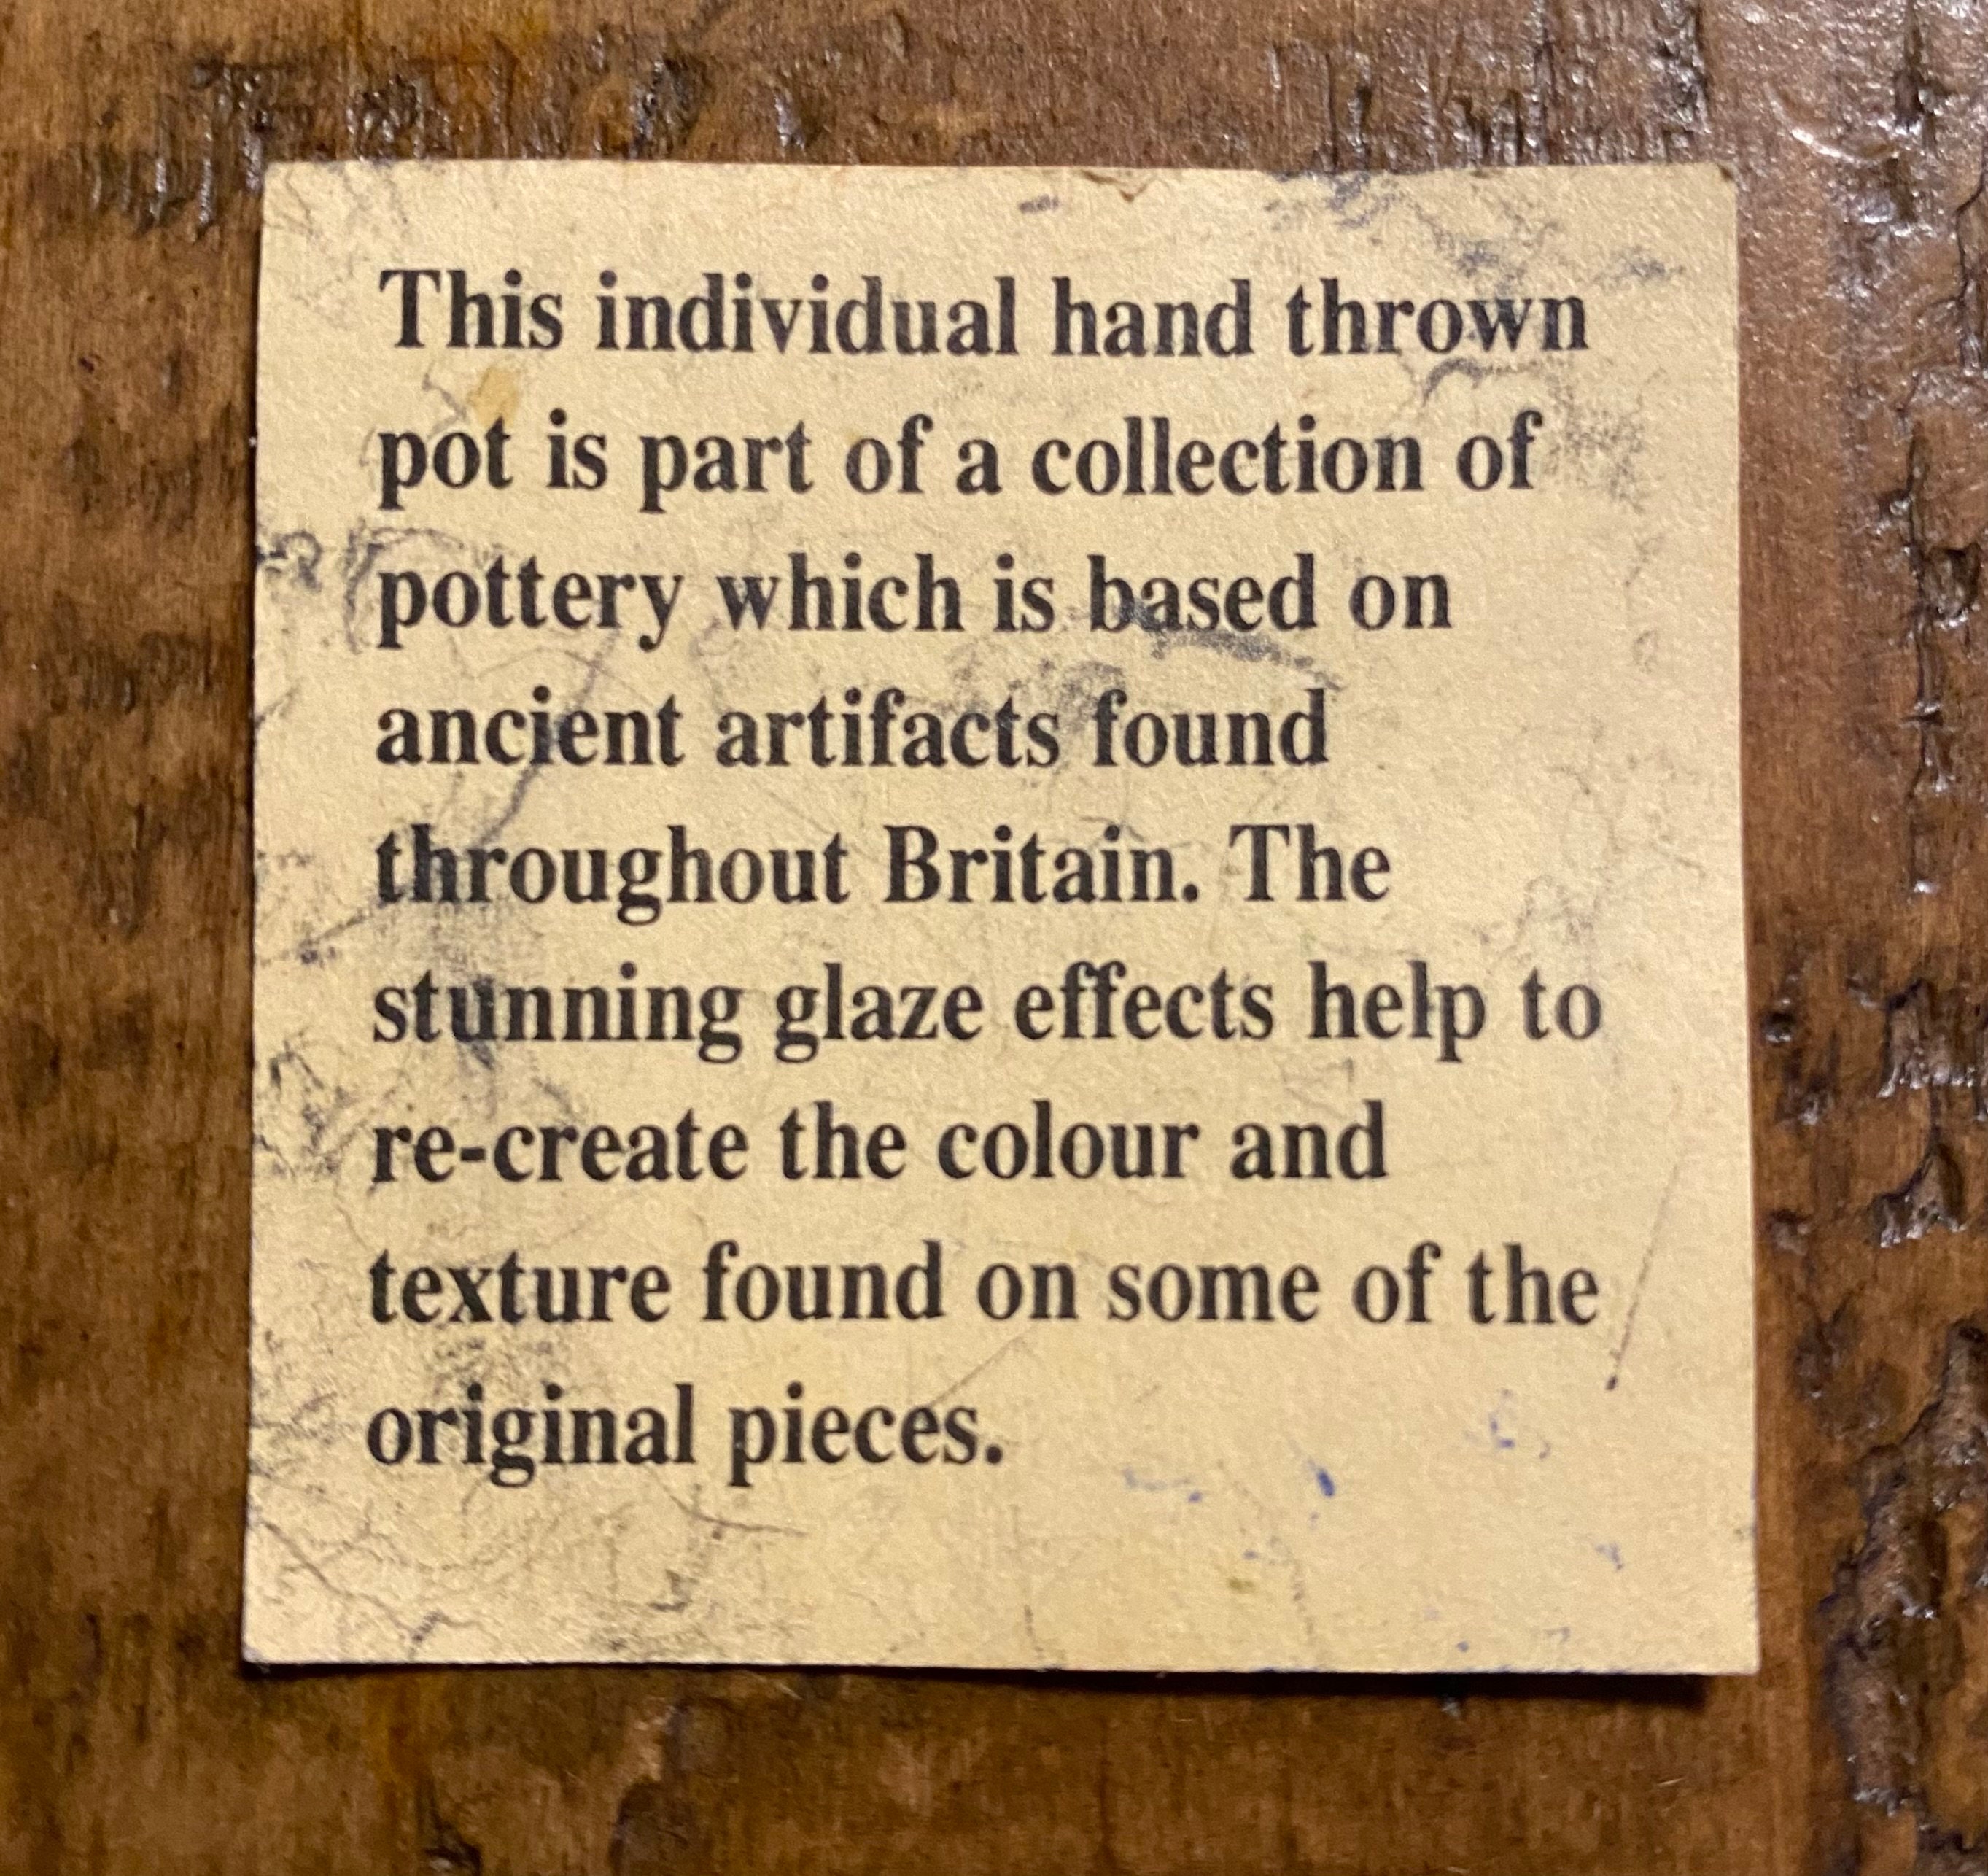 This individual hand thrown
pot is part of a collection of
pottery which is based on
ancient artifacts found
throughout Britain. The
stunning glaze effects help to
re-create the colour and
texture found on some of the
original pieces.